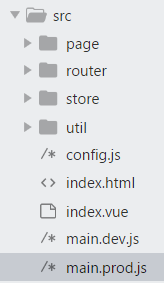 src
page
router
store
util
/* config.js
<> index.html
index.vue
/* main.dev.js
/* main.prod.js